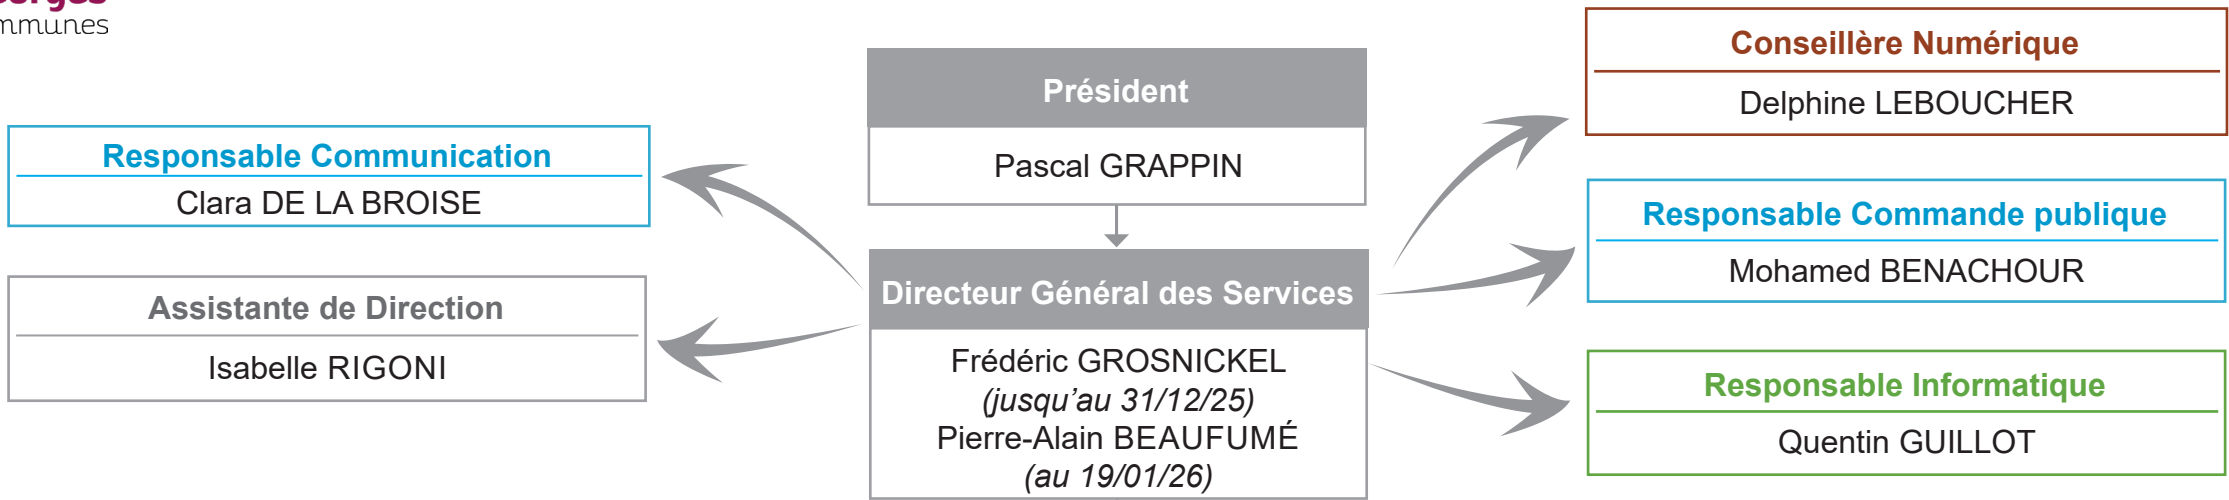 mmunes
Responsable Communication
Clara DE LA BROISE
Assistante de Direction
Isabelle RIGONI
Président
Pascal GRAPPIN
Directeur Général des Services
Frédéric GROSNICKEL
(jusqu’au 31/12/25)
Pierre-Alain BEAUFUMÉ
(au 19/01/26)
Conseillère Numérique
Delphine LEBOUCHER
Responsable Commande publique
Mohamed BENACHOUR
Responsable Informatique
Quentin GUILLOT